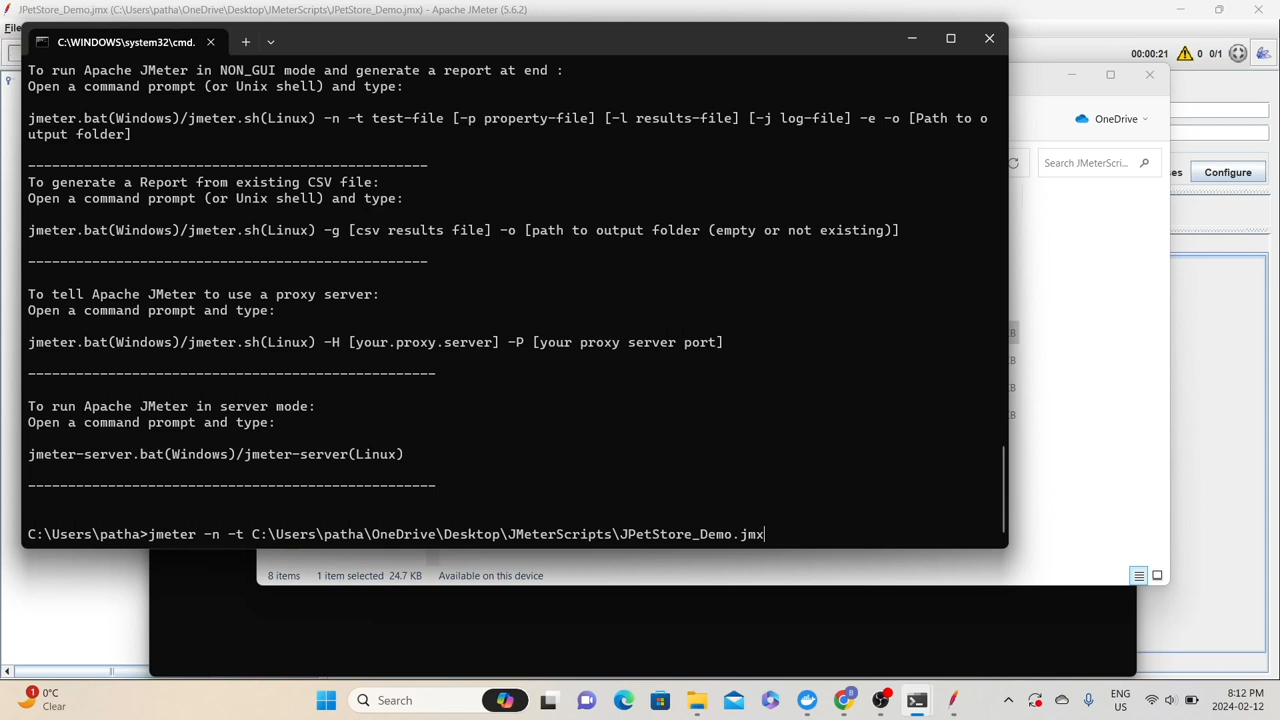 JPetStore_Demo.jmx (C:\Users\patha\OneDrive\Desktop\JMeterScripts\JPetStore_Demo.jmx) - Apache JMeter (5.6.2)
File
C:\WINDOWS\system32\cmd.
00:00:21
0 0/1
OneDrive
Search JMeterScri...
Configure
To run Apache JMeter in NON_GUI mode and generate a report at end :
Open a command prompt (or Unix shell) and type:
jmeter.bat(Windows)/jmeter.sh(Linux) -n -t test-file [-p property-file] [-l results-file] [-j log-file] -e -o [Path to o
utput folder]
----------------------------------------------------
To generate a Report from existing CSV file:
Open a command prompt (or Unix shell) and type:
jmeter.bat(Windows)/jmeter.sh(Linux) -g [csv results file] -o [path to output folder (empty or not existing)]
----------------------------------------------------
To tell Apache JMeter to use a proxy server:
Open a command prompt and type:
jmeter.bat(Windows)/jmeter.sh(Linux) -H [your.proxy.server] -P [your proxy server port]
-----------------------------------------------------
To run Apache JMeter in server mode:
Open a command prompt and type:
jmeter-server.bat(Windows)/jmeter-server(Linux)
-----------------------------------------------------
C:\Users\patha>jmeter -n -t C:\Users\patha\OneDrive\Desktop\JMeterScripts\JPetStore_Demo.jmx
8 items 1 item selected 24.7 KB Available on this device
1
0°C
Clear
Search
8
ENG
US
8:12 PM
2024-02-12